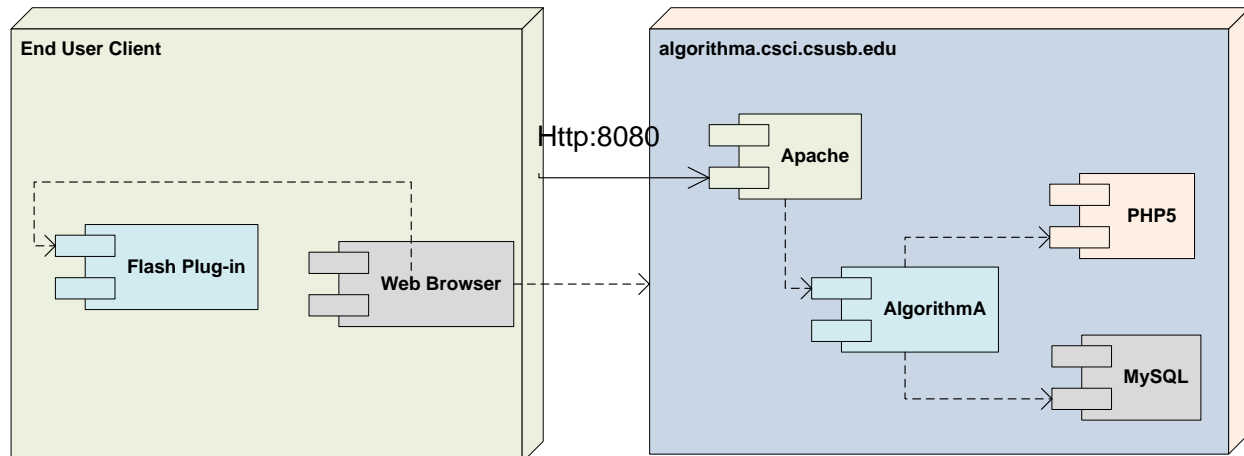 End User Client
algorithma.csci.csusb.edu
Http:8080
Apache
PHP5
Flash Plug-in
Web Browser
AlgorithmA
MySQL